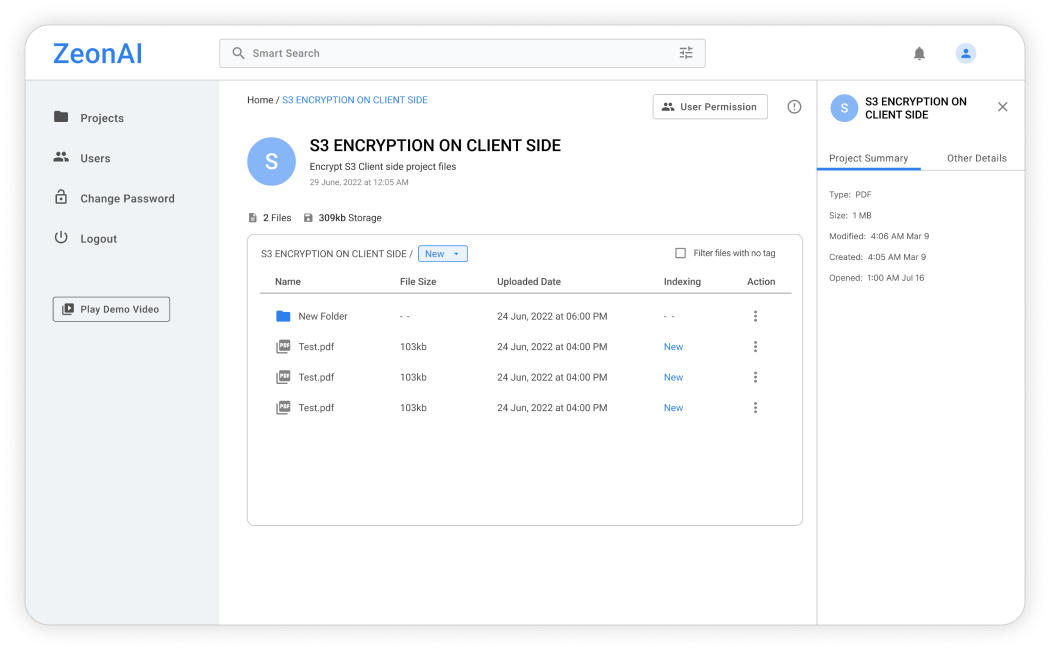 ZeonAI
Smart Search
Projects
Users
Change Password
Logout
Play Demo Video
Home / S3 ENCRYPTION ON CLIENT SIDE
User Permission
S
S3 ENCRYPTION ON CLIENT SIDE
Encrypt S3 Client side project files
29 June, 2022 at 12:05 AM
2 Files 309kb Storage
S3 ENCRYPTION ON CLIENT SIDE / New
Filter files with no tag
Name File Size Uploaded Date Indexing Action
New Folder - - 24 Jun, 2022 at 06:00 PM - -
PDF Test.pdf 103kb 24 Jun, 2022 at 04:00 PM New
PDF Test.pdf 103kb 24 Jun, 2022 at 04:00 PM New
PDF Test.pdf 103kb 24 Jun, 2022 at 04:00 PM New
S
S3 ENCRYPTION ON
CLIENT SIDE
Project Summary Other Details
Type: PDF
Size: 1 MB
Modified: 4:06 AM Mar 9
Created: 4:05 AM Mar 9
Opened: 1:00 AM Jul 16